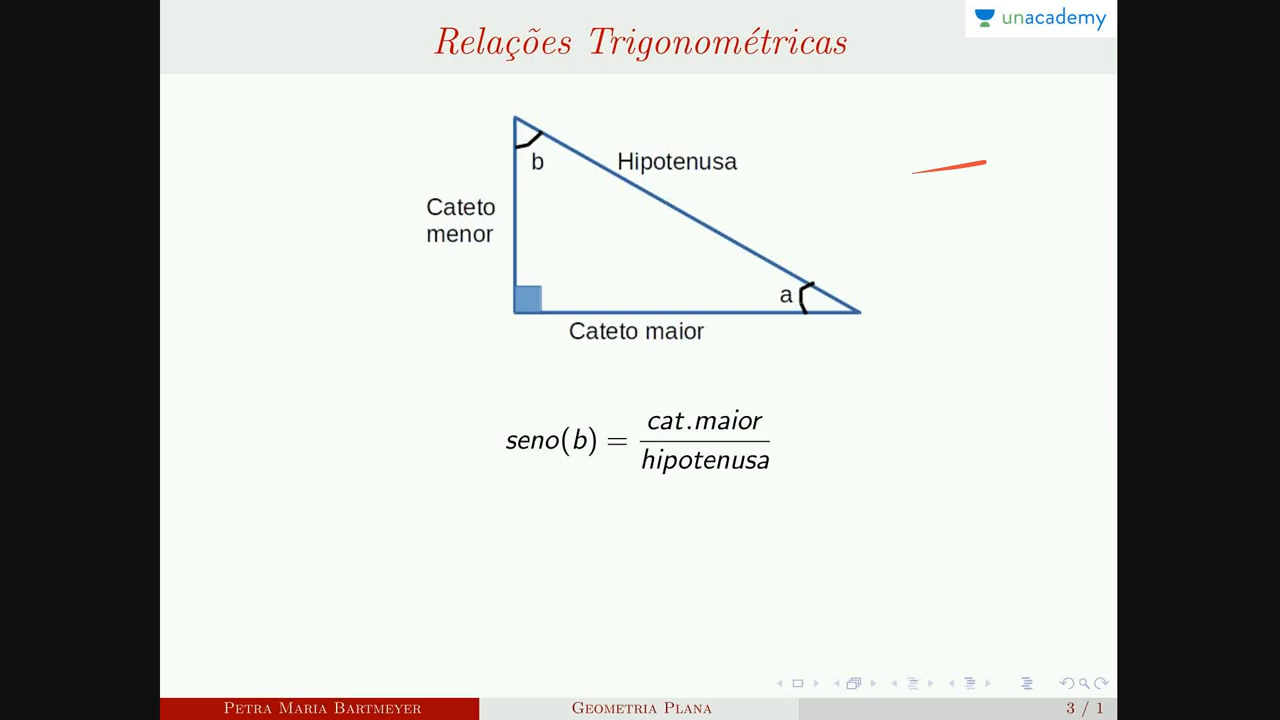 unacademy
Relações Trigonométricas
b
Hipotenusa
Cateto
menor
a
Cateto maior
seno(b) = cat.maior / hipotenusa
Petra Maria Bartmeyer
Geometria Plana
3 / 1